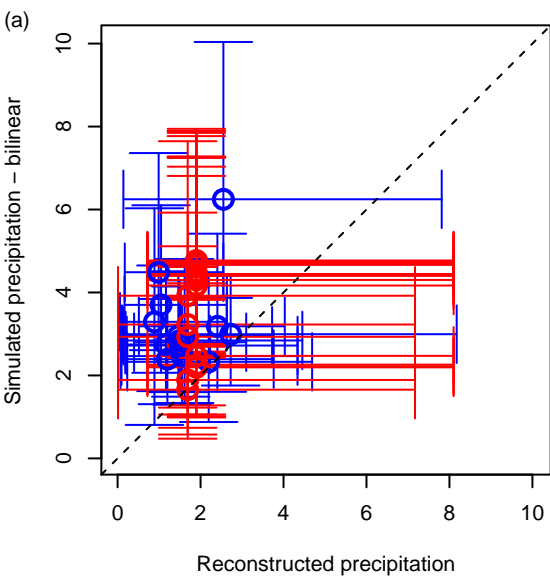 (a)
Simulated precipitation − bilinear
10
8
6
4
2
0
0 2 4 6 8 10
Reconstructed precipitation